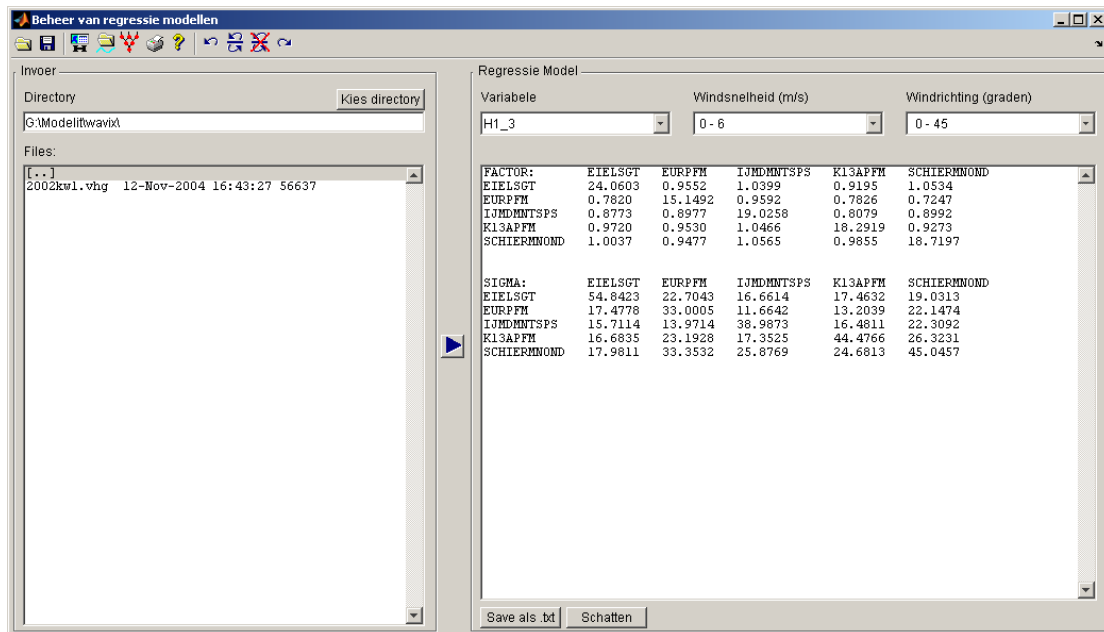 Beheer van regressie modellen
Invoer
Directory
Kies directory
G:\Modelit\wavix\
Files:
[..]
2002kwl.vhg 12-Nov-2004 16:43:27 56637
Regressie Model
Variabele Windsnelheid (m/s) Windrichting (graden)
H1_3 0 - 6 0 - 45
FACTOR: EIELSGT EURPFM IJMDMNTSPS K13APFM SCHIERMNOND
EIELSGT 24.0603 0.9552 1.0399 0.9195 1.0534
EURPFM 0.7820 15.1492 0.9592 0.7826 0.7247
IJMDMNTSPS 0.8773 0.8977 19.0258 0.8079 0.8992
K13APFM 0.9720 0.9530 1.0466 18.2919 0.9273
SCHIERMNOND 1.0037 0.9477 1.0565 0.9855 18.7197
SIGMA: EIELSGT EURPFM IJMDMNTSPS K13APFM SCHIERMNOND
EIELSGT 54.8423 22.7043 16.6614 17.4632 19.0313
EURPFM 17.4778 33.0005 11.6642 13.2039 22.1474
IJMDMNTSPS 15.7114 13.9714 38.9873 16.4811 22.3092
K13APFM 16.6835 23.1928 17.3525 44.4766 26.3231
SCHIERMNOND 17.9811 33.3532 25.8769 24.6813 45.0457
Save als .txt Schatten